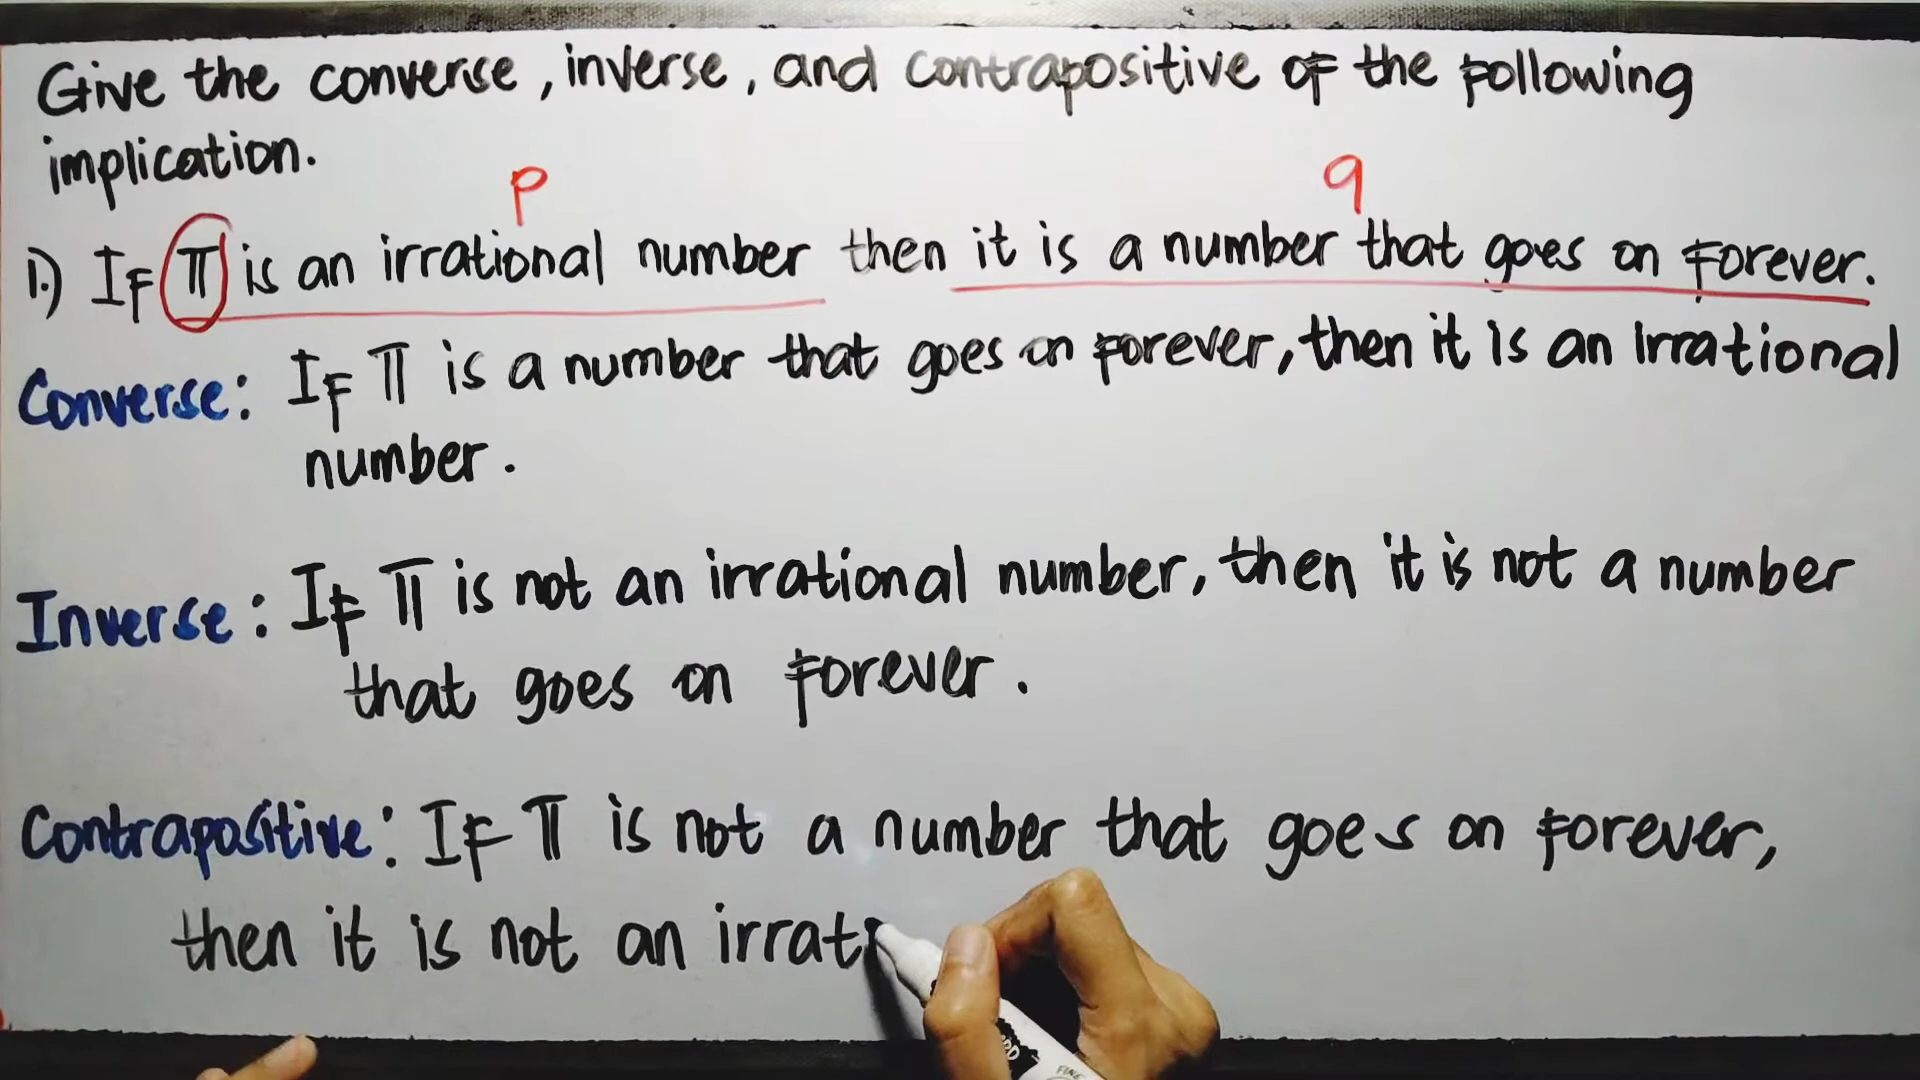 Give the converse, inverse, and contrapositive of the following
implication.
p q
1.) If π is an irrational number then it is a number that goes on forever.
Converse: If π is a number that goes on forever, then it is an irrational
number.
Inverse: If π is not an irrational number, then it is not a number
that goes on forever.
Contrapositive: If π is not a number that goes on forever,
then it is not an irrati
FINE